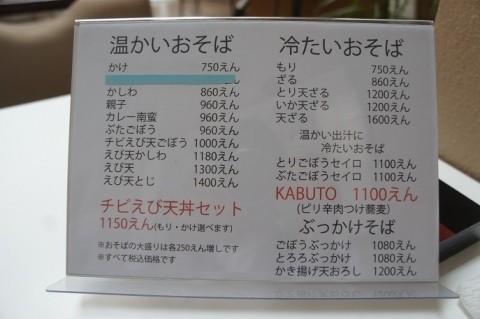 温かいおそば
かけ 750えん
かしわ 860えん
親子 960えん
カレー南蛮 960えん
ぶたごぼう 960えん
チビえび天ごぼう 1000えん
えび天かしわ 1180えん
えび天 1300えん
えび天とじ 1400えん
チビえび天丼セット
1150えん(もり・かけ選べます)
※おそばの大盛りは各250えん増しです
※すべて税込価格です
冷たいおそば
もり 750えん
ざる 860えん
とり天ざる 1200えん
いか天ざる 1200えん
天ざる 1600えん
温かい出汁に
冷たいおそば
とりごぼうセイロ 1100えん
ぶたごぼうセイロ 1100えん
KABUTO 1100えん
(ピリ辛肉つけ蕎麦)
ぶっかけそば
ごぼうぶっかけ 1080えん
とろろぶっかけ 1080えん
かき揚げ天おろし 1200えん